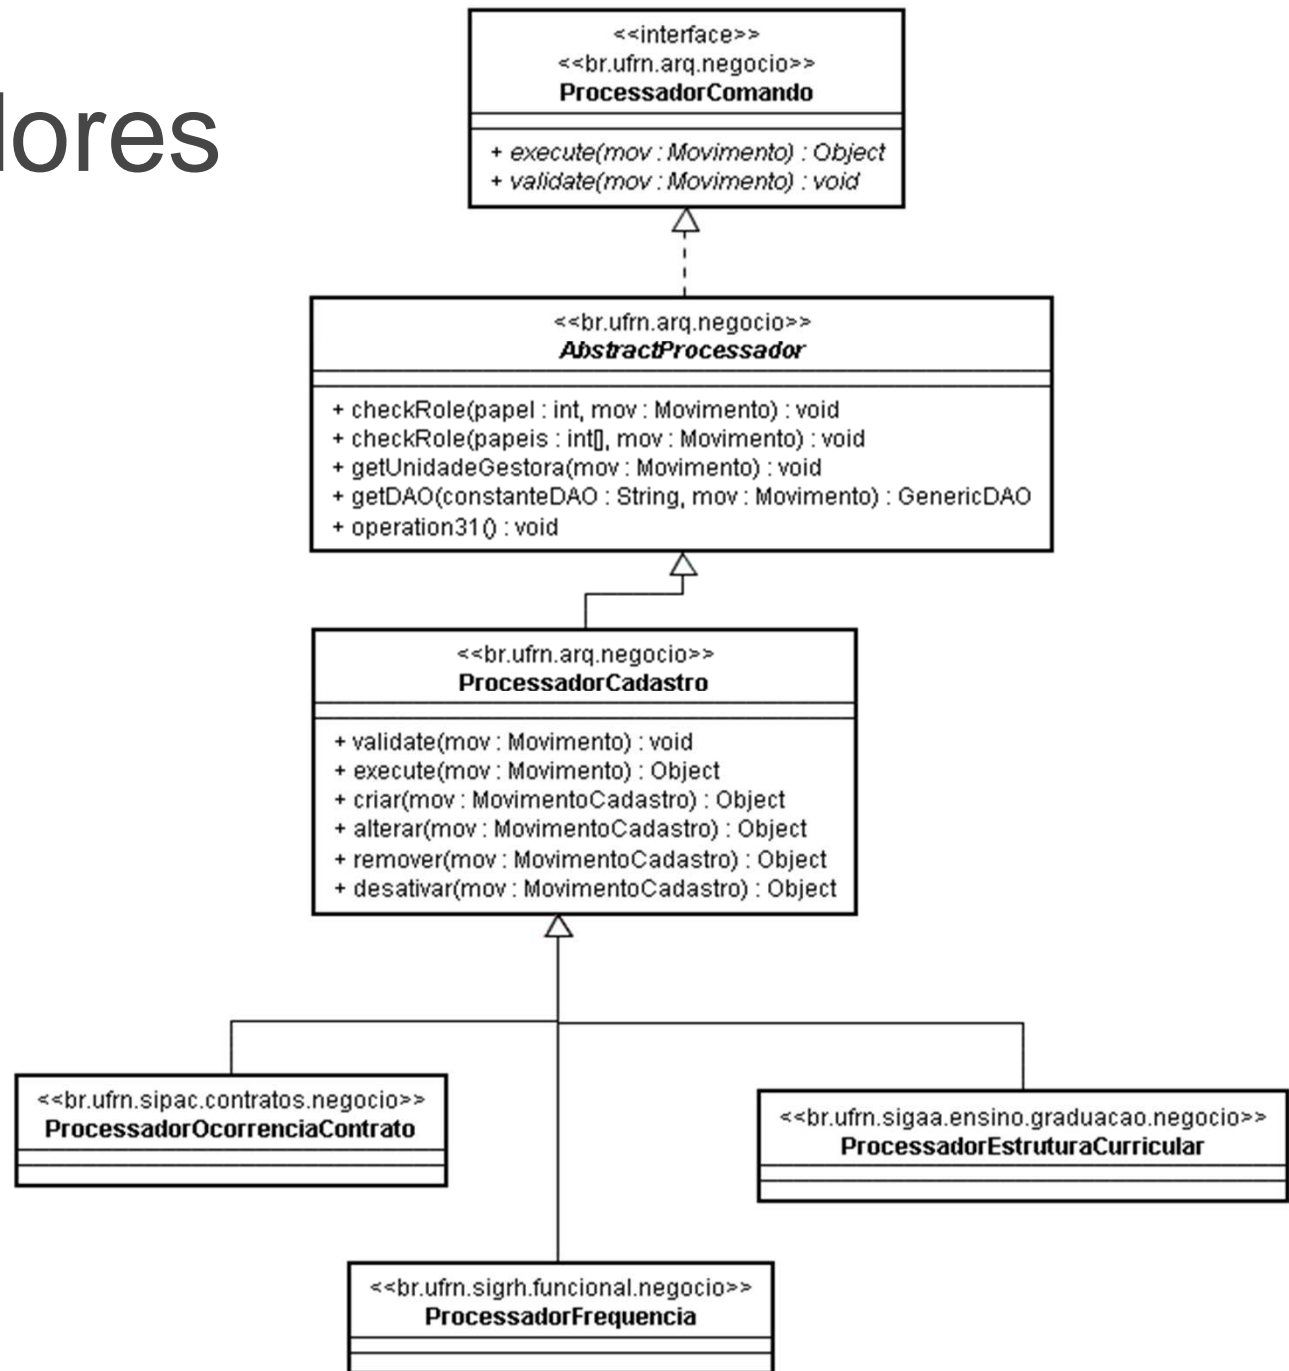 <<interface>>
<<br.ufrn.arq.negocio>>
ProcessadorComando
+ execute(mov : Movimento) : Object
+ validate(mov : Movimento) : void
dores
<<br.ufrn.arq.negocio>>
AbstractProcessador
+ checkRole(papel : int, mov : Movimento) : void
+ checkRole(papeis : int[], mov : Movimento) : void
+ getUnidadeGestora(mov : Movimento) : void
+ getDAO(constanteDAO : String, mov : Movimento) : GenericDAO
+ operation31() : void
<<br.ufrn.arq.negocio>>
ProcessadorCadastro
+ validate(mov : Movimento) : void
+ execute(mov : Movimento) : Object
+ criar(mov : MovimentoCadastro) : Object
+ alterar(mov : MovimentoCadastro) : Object
+ remover(mov : MovimentoCadastro) : Object
+ desativar(mov : MovimentoCadastro) : Object
<<br.ufrn.sipac.contratos.negocio>>
ProcessadorOcorrenciaContrato
<<br.ufrn.sigaa.ensino.graduacao.negocio>>
ProcessadorEstruturaCurricular
<<br.ufrn.sigrh.funcional.negocio>>
ProcessadorFrequencia